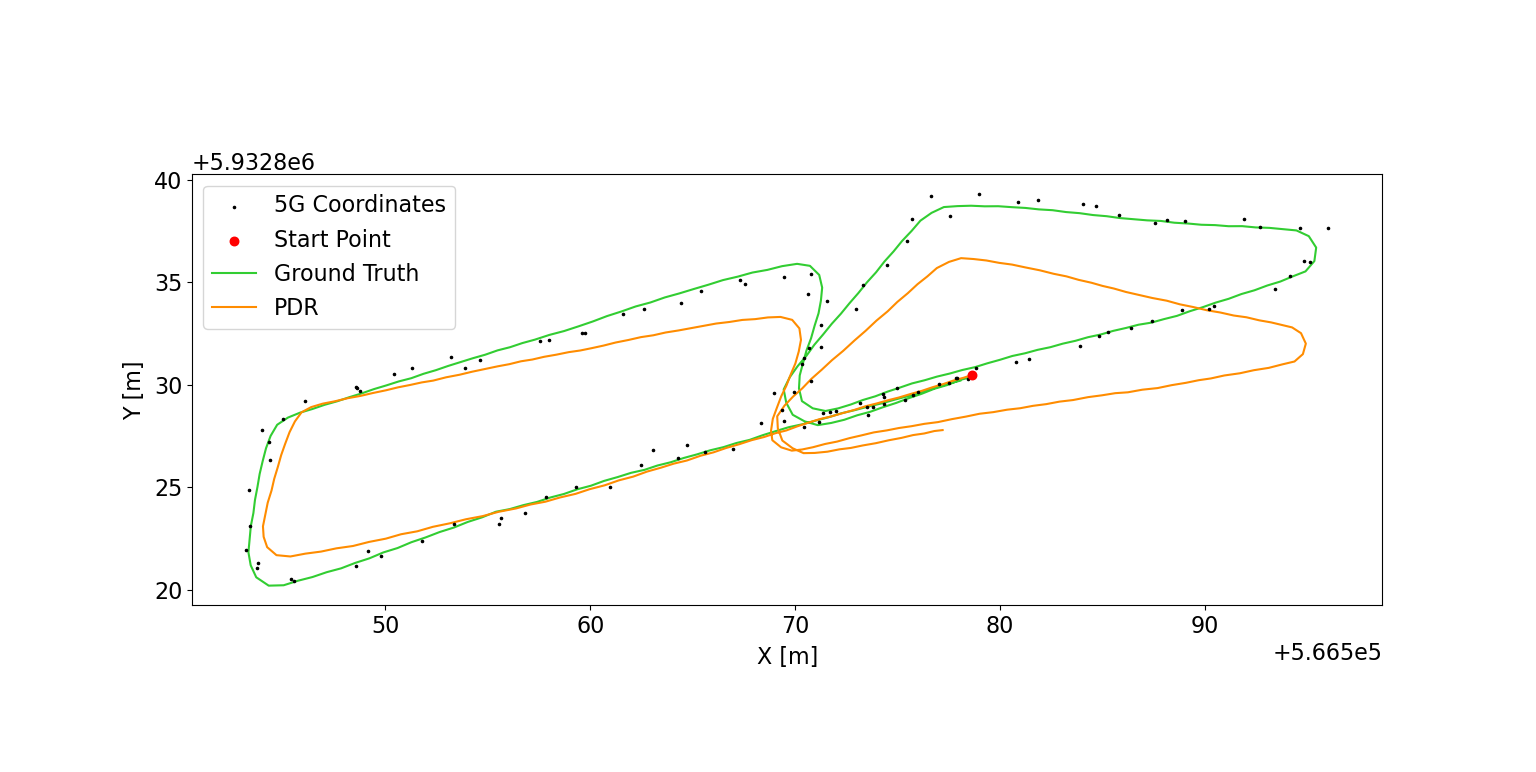 +5.9328e6
40
35
30
25
20
Y [m]
5G Coordinates
Start Point
Ground Truth
PDR
50
60
70
80
90
X [m]
+5.665e5